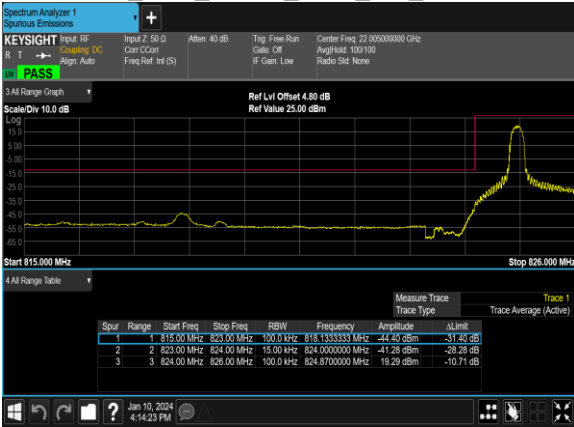 Spectrum Analyzer 1
Spurious Emissions
+
KEYSIGHT Input: RF Input Z: 50 Ω Atten: 40 dB Trig: Free Run Center Freq: 22.005000000 GHz
R T Coupling: DC Corr CCorr Gate: Off Avg|Hold: 100/100
Align: Auto Freq Ref: Int (S) IF Gain: Low Radio Std: None
PASS
3 All Range Graph
Ref Lvl Offset 4.80 dB
Scale/Div 10.0 dB Ref Value 25.00 dBm
Log
15.0
5.00
-5.00
-15.0
-25.0
-35.0
-45.0
-55.0
-65.0
Start 815.000 MHz Stop 826.000 MHz
4 All Range Table
Measure Trace Trace 1
Trace Type Trace Average (Active)
Spur Range Start Freq Stop Freq RBW Frequency Amplitude ΔLimit
1 1 815.00 MHz 823.00 MHz 100.0 kHz 818.1333333 MHz -44.40 dBm -31.40 dB
2 2 823.00 MHz 824.00 MHz 15.00 kHz 824.0000000 MHz -41.28 dBm -28.28 dB
3 3 824.00 MHz 826.00 MHz 100.0 kHz 824.8700000 MHz 19.29 dBm -10.71 dB
? Jan 10, 2024
4:14:23 PM